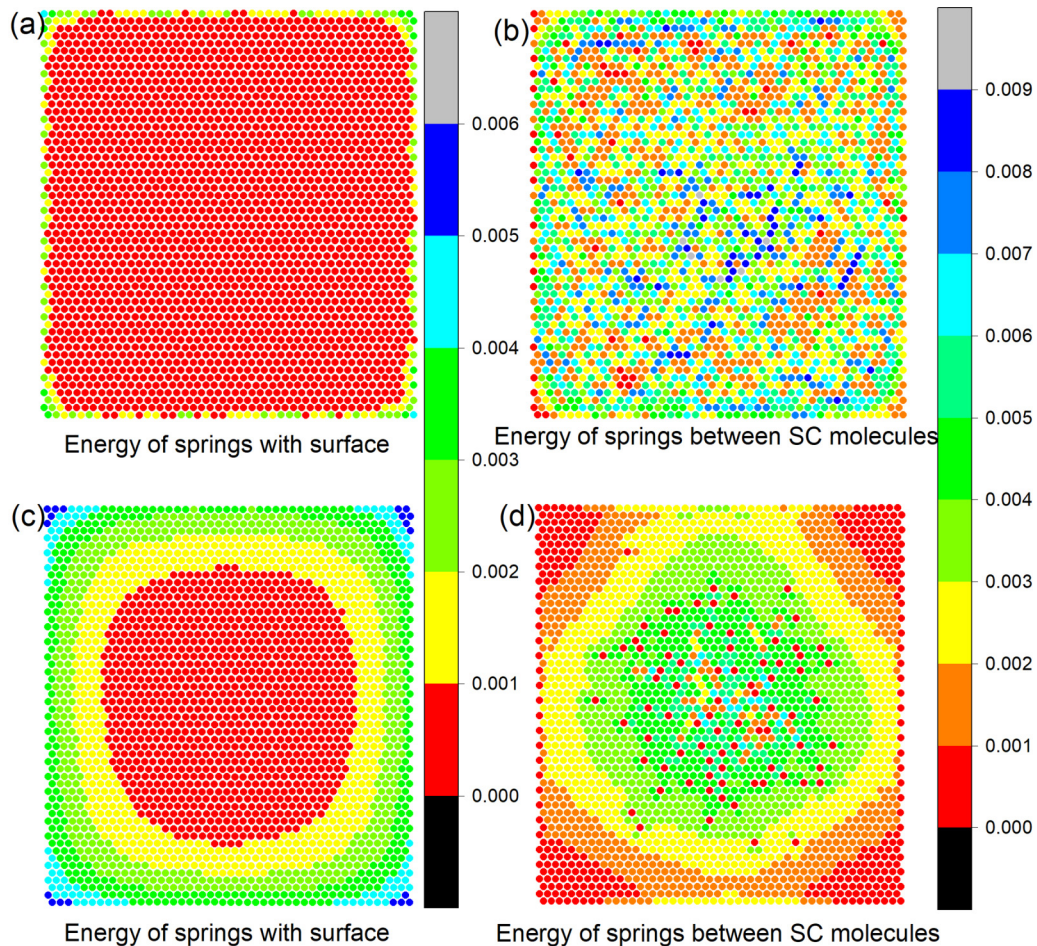 (a)
(b)
0.006
0.005
0.004
0.003
0.002
0.001
0.000
0.009
0.008
0.007
0.006
0.005
0.004
0.003
0.002
0.001
0.000
Energy of springs with surface
Energy of springs between SC molecules
(c)
(d)
Energy of springs with surface
Energy of springs between SC molecules